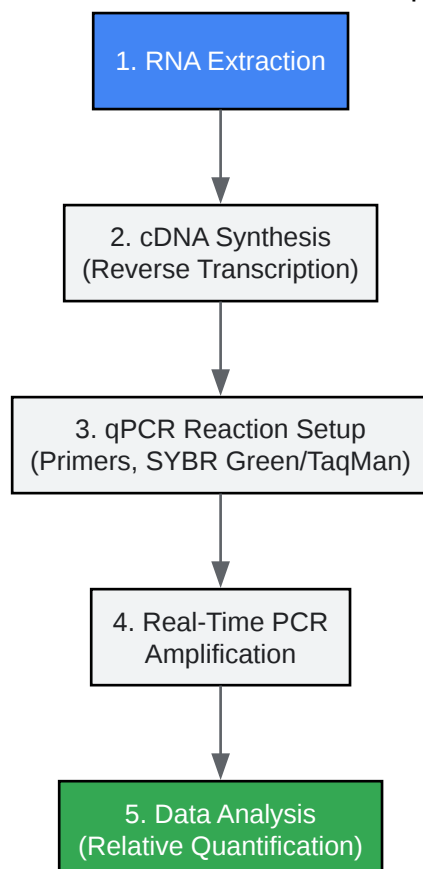 1. RNA Extraction
2. cDNA Synthesis
(Reverse Transcription)
3. qPCR Reaction Setup
(Primers, SYBR Green/TaqMan)
4. Real-Time PCR
Amplification
5. Data Analysis
(Relative Quantification)